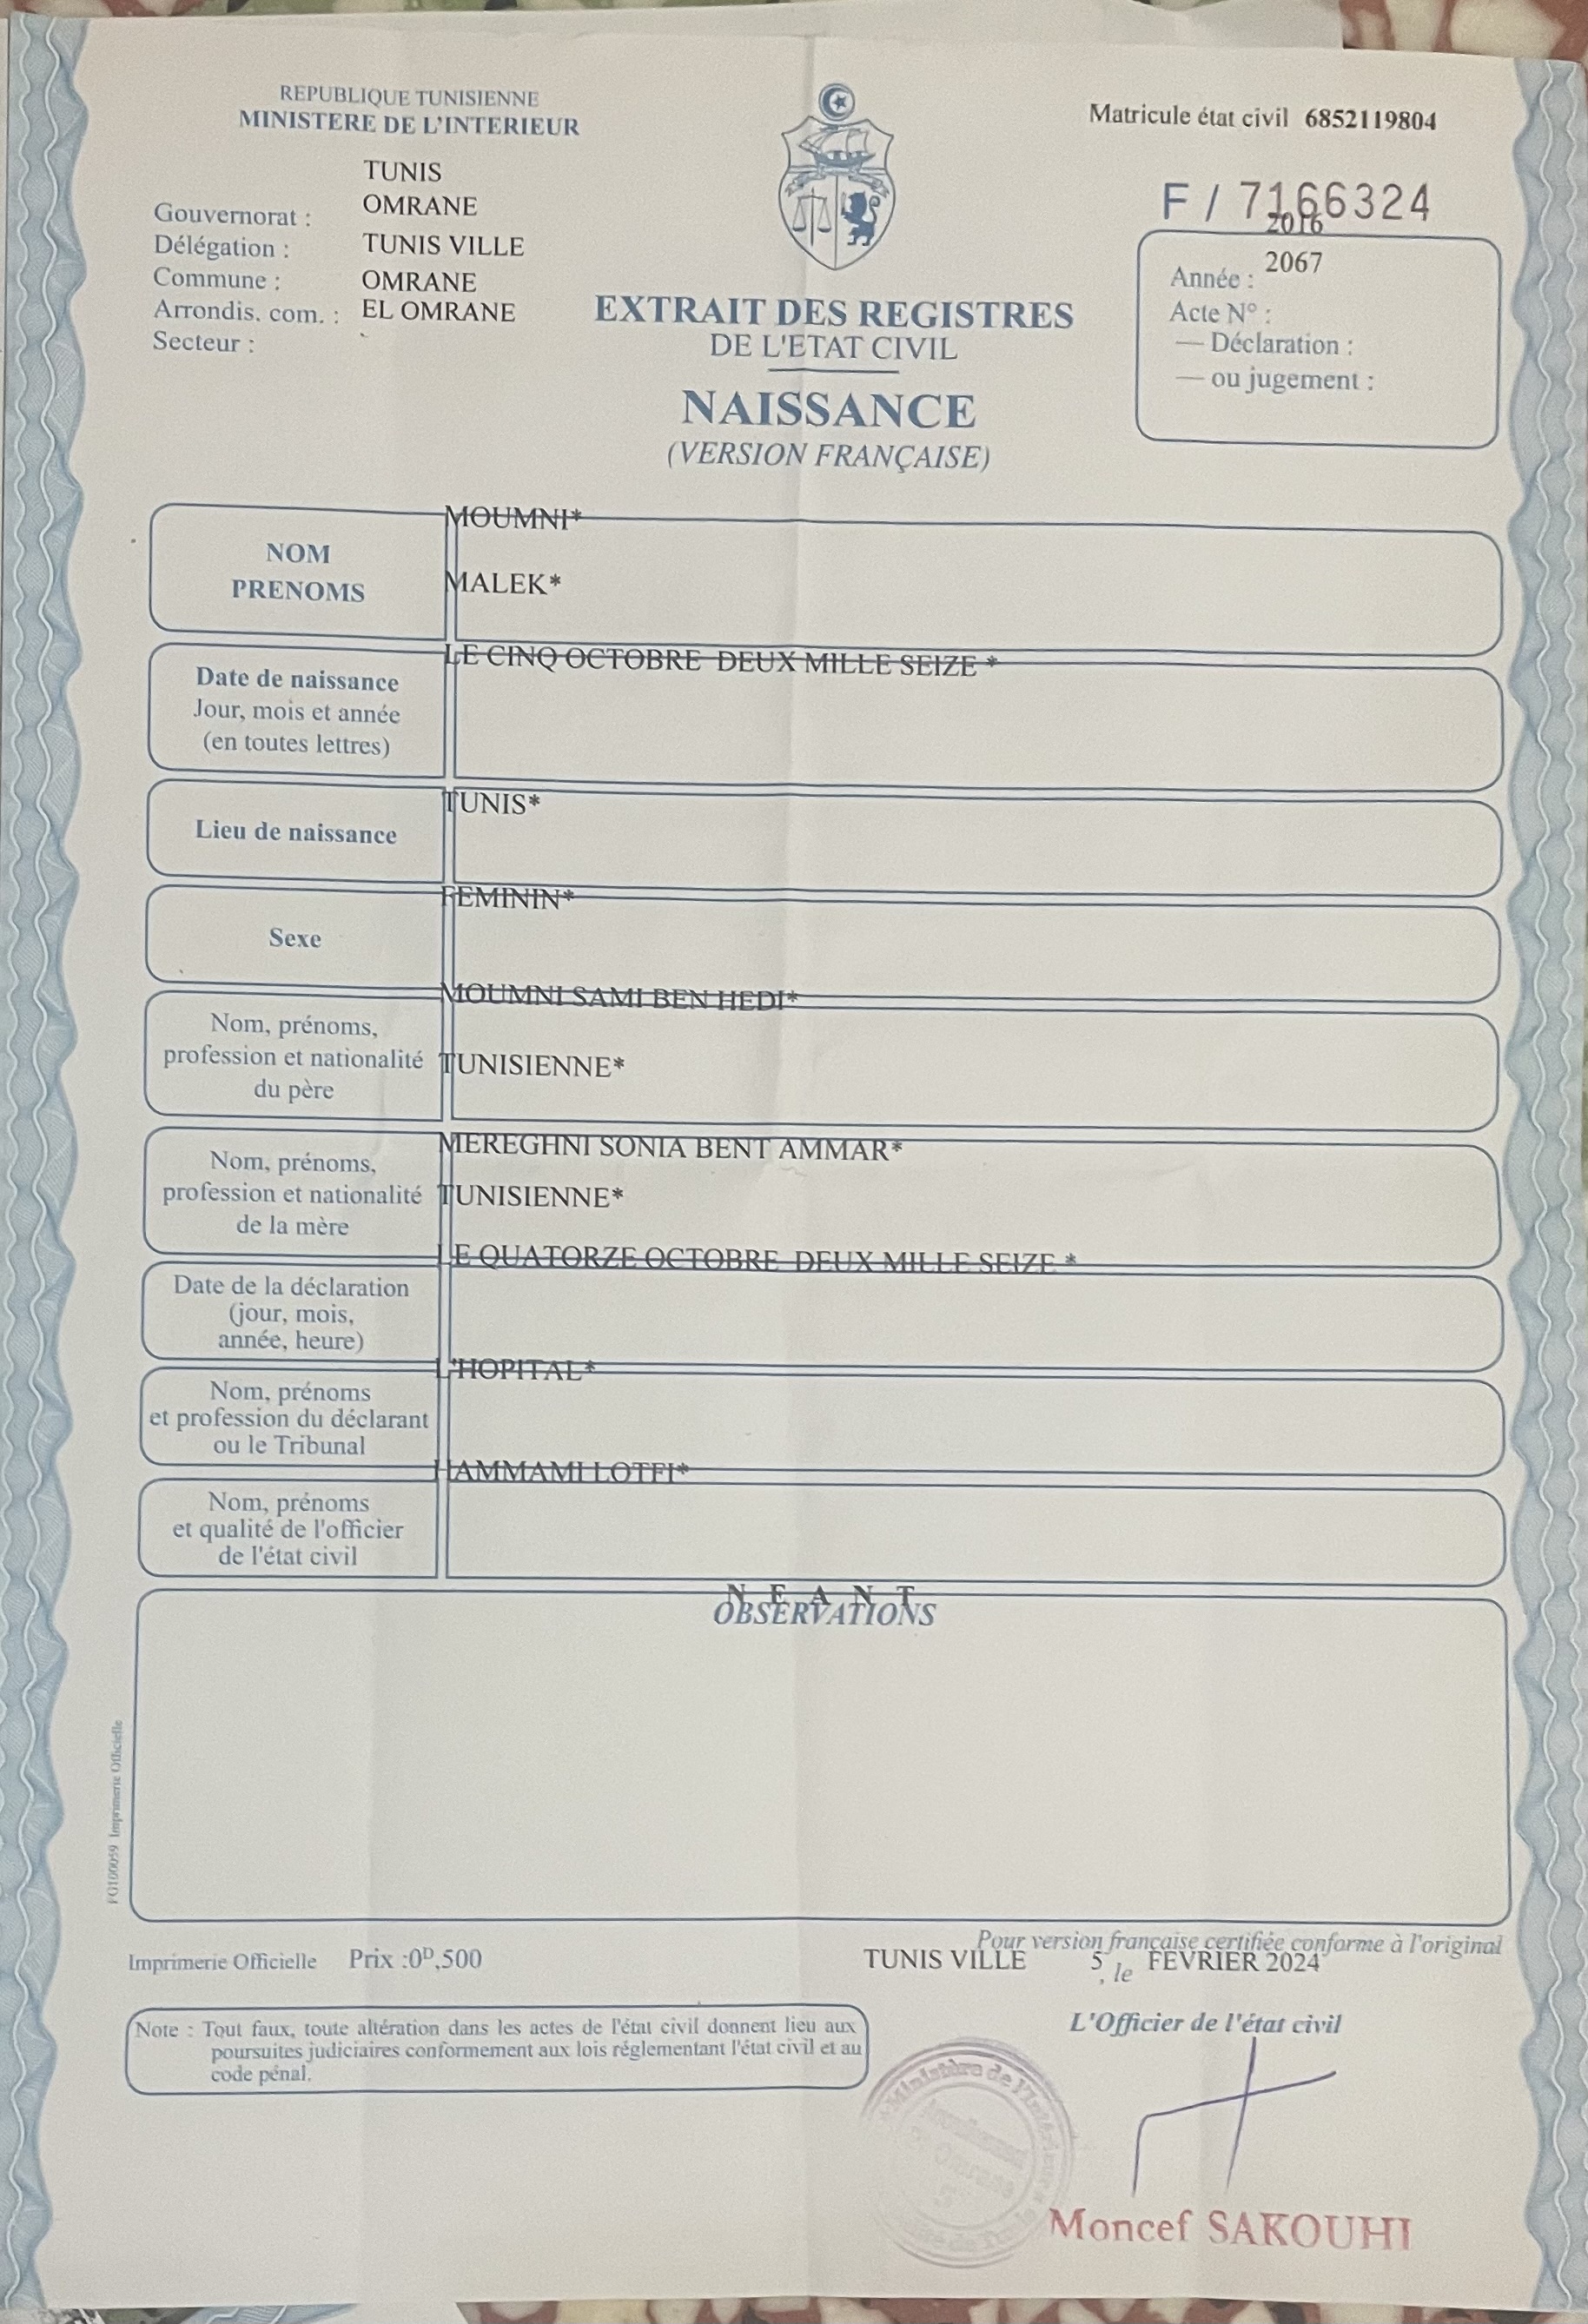 REPUBLIQUE TUNISIENNE
MINISTERE DE L'INTERIEUR
Matricule état civil 6852119804
F / 7166324
TUNIS
OMRANE
Gouvernorat :
TUNIS VILLE
Délégation :
OMRANE
Commune :
EL OMRANE
Arrondis. com. :
Secteur :
2016
2067
Année :
Acte N° :
— Déclaration :
— ou jugement :
EXTRAIT DES REGISTRES
DE L'ETAT CIVIL
NAISSANCE
(VERSION FRANÇAISE)
NOM
PRENOMS
MOUMNI*
MALEK*
Date de naissance
Jour, mois et année
(en toutes lettres)
LE CINQ OCTOBRE DEUX MILLE SEIZE *
Lieu de naissance
TUNIS*
Sexe
FEMININ*
Nom, prénoms,
profession et nationalité
du père
MOUMNI SAMI BEN HEDI*
TUNISIENNE*
Nom, prénoms,
profession et nationalité
de la mère
MEREGHNI SONIA BENT AMMAR*
TUNISIENNE*
Date de la déclaration
(jour, mois,
année, heure)
LE QUATORZE OCTOBRE DEUX MILLE SEIZE *
Nom, prénoms
et profession du déclarant
ou le Tribunal
L'HOPITAL*
Nom, prénoms
et qualité de l'officier
de l'état civil
HAMMAMI LOTFI*
N E A N T
OBSERVATIONS
FG100059 Imprimerie Officielle
Imprimerie Officielle Prix :0D,500
Pour version française certifiée conforme à l'original
TUNIS VILLE 5 , le FEVRIER 2024
L'Officier de l'état civil
Note : Tout faux, toute altération dans les actes de l'état civil donnent lieu aux
poursuites judiciaires conformement aux lois réglementant l'état civil et au
code pénal.
Ministère de l'Intérieur
Omrane
Moncef SAKOUHI